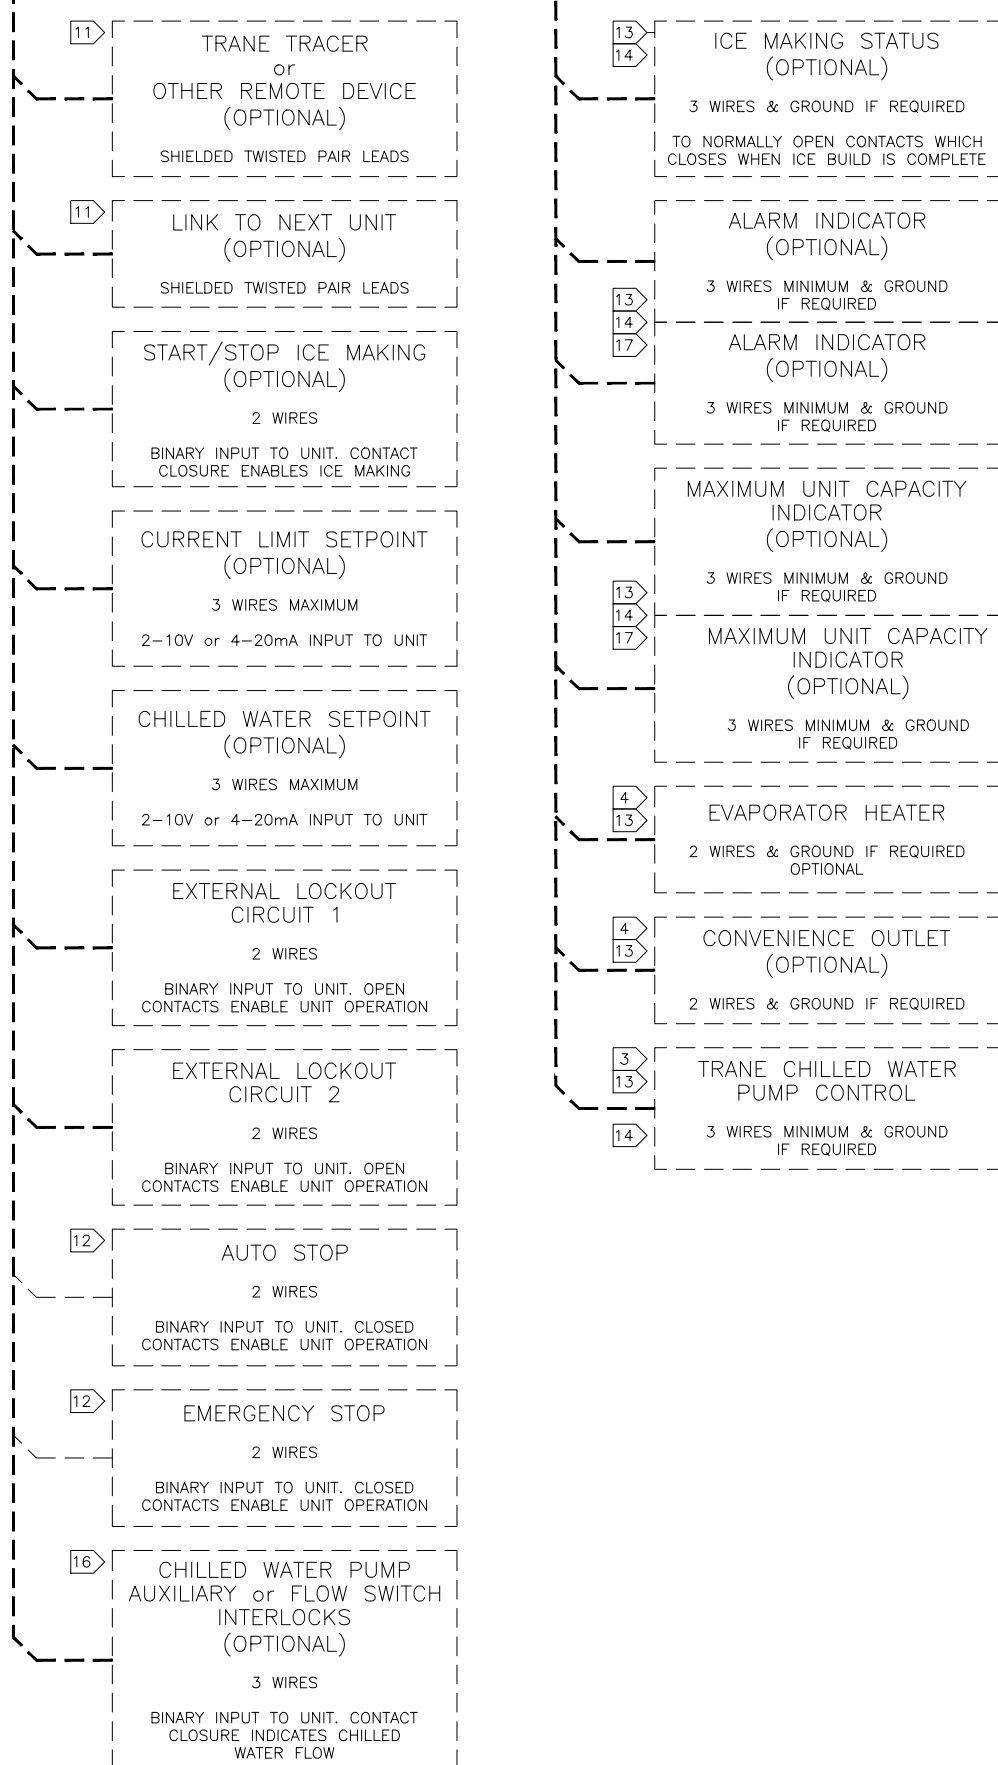 11
TRANE TRACER
or
OTHER REMOTE DEVICE
(OPTIONAL)
SHIELDED TWISTED PAIR LEADS
11
LINK TO NEXT UNIT
(OPTIONAL)
SHIELDED TWISTED PAIR LEADS
START/STOP ICE MAKING
(OPTIONAL)
2 WIRES
BINARY INPUT TO UNIT. CONTACT
CLOSURE ENABLES ICE MAKING
CURRENT LIMIT SETPOINT
(OPTIONAL)
3 WIRES MAXIMUM
2-10V or 4-20mA INPUT TO UNIT
CHILLED WATER SETPOINT
(OPTIONAL)
3 WIRES MAXIMUM
2-10V or 4-20mA INPUT TO UNIT
EXTERNAL LOCKOUT
CIRCUIT 1
2 WIRES
BINARY INPUT TO UNIT. OPEN
CONTACTS ENABLE UNIT OPERATION
EXTERNAL LOCKOUT
CIRCUIT 2
2 WIRES
BINARY INPUT TO UNIT. OPEN
CONTACTS ENABLE UNIT OPERATION
12
AUTO STOP
2 WIRES
BINARY INPUT TO UNIT. CLOSED
CONTACTS ENABLE UNIT OPERATION
12
EMERGENCY STOP
2 WIRES
BINARY INPUT TO UNIT. CLOSED
CONTACTS ENABLE UNIT OPERATION
16
CHILLED WATER PUMP
AUXILIARY or FLOW SWITCH
INTERLOCKS
(OPTIONAL)
3 WIRES
BINARY INPUT TO UNIT. CONTACT
CLOSURE INDICATES CHILLED
WATER FLOW
13
14
ICE MAKING STATUS
(OPTIONAL)
3 WIRES & GROUND IF REQUIRED
TO NORMALLY OPEN CONTACTS WHICH
CLOSES WHEN ICE BUILD IS COMPLETE
ALARM INDICATOR
(OPTIONAL)
3 WIRES MINIMUM & GROUND
IF REQUIRED
13
14
17
ALARM INDICATOR
(OPTIONAL)
3 WIRES MINIMUM & GROUND
IF REQUIRED
MAXIMUM UNIT CAPACITY
INDICATOR
(OPTIONAL)
3 WIRES MINIMUM & GROUND
IF REQUIRED
13
14
17
MAXIMUM UNIT CAPACITY
INDICATOR
(OPTIONAL)
3 WIRES MINIMUM & GROUND
IF REQUIRED
4
13
EVAPORATOR HEATER
2 WIRES & GROUND IF REQUIRED
OPTIONAL
4
13
CONVENIENCE OUTLET
(OPTIONAL)
2 WIRES & GROUND IF REQUIRED
3
13
TRANE CHILLED WATER
PUMP CONTROL
14
3 WIRES MINIMUM & GROUND
IF REQUIRED